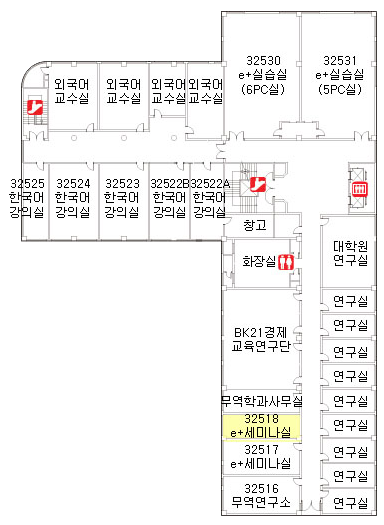 32530
e+실습실
(6PC실)
32531
e+실습실
(5PC실)
외국어
교수실
외국어
교수실
외국어
교수실
외국어
교수실
32525
한국어
강의실
32524
한국어
강의실
32523
한국어
강의실
32522B
한국어
강의실
32522A
한국어
강의실
창고
화장실
대학원
연구실
BK21경제
교육연구단
무역학과사무실
32518
e+세미나실
32517
e+세미나실
32516
무역연구소
연구실
연구실
연구실
연구실
연구실
연구실
연구실
연구실
연구실